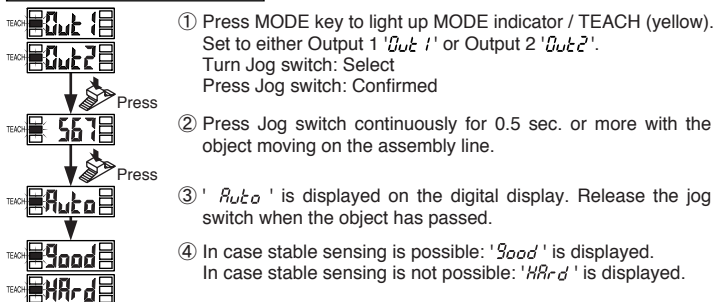 TEACH Out1
TEACH Out2
Press
TEACH 567
Press
TEACH Auto
TEACH good
TEACH HArd
① Press MODE key to light up MODE indicator / TEACH (yellow).
Set to either Output 1 'Out 1' or Output 2 'Out2'.
Turn Jog switch: Select
Press Jog switch: Confirmed
② Press Jog switch continuously for 0.5 sec. or more with the
object moving on the assembly line.
③ ' Auto ' is displayed on the digital display. Release the jog
switch when the object has passed.
④ In case stable sensing is possible: 'good ' is displayed.
In case stable sensing is not possible: 'HArd ' is displayed.